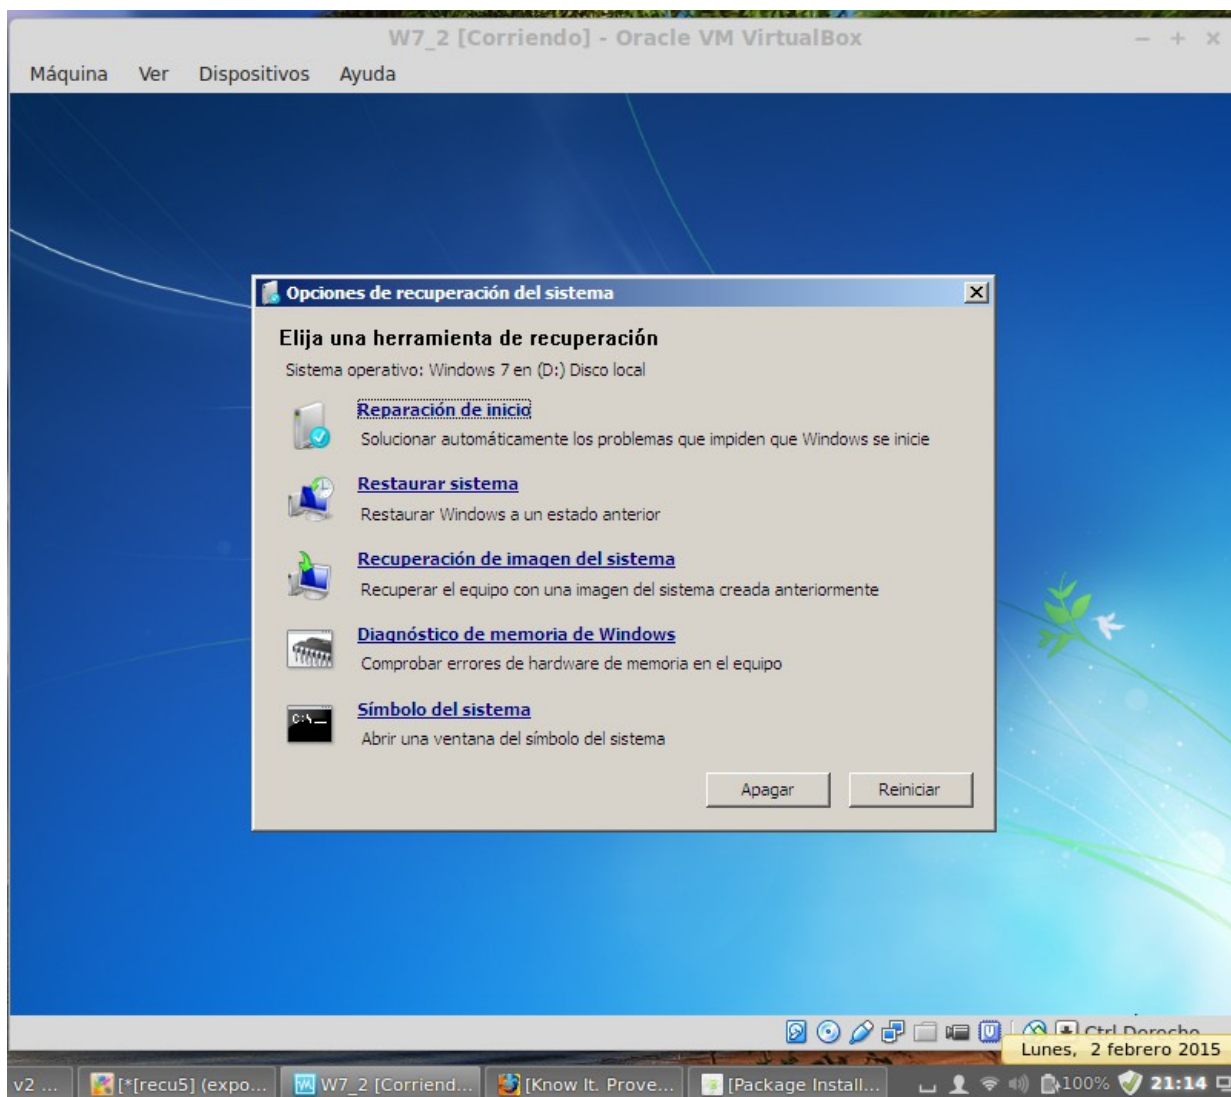 W7_2 [Corriendo] - Oracle VM VirtualBox
Máquina Ver Dispositivos Ayuda
Opciones de recuperación del sistema
Elija una herramienta de recuperación
Sistema operativo: Windows 7 en (D:) Disco local
Reparación de inicio
Solucionar automáticamente los problemas que impiden que Windows se inicie
Restaurar sistema
Restaurar Windows a un estado anterior
Recuperación de imagen del sistema
Recuperar el equipo con una imagen del sistema creada anteriormente
Diagnóstico de memoria de Windows
Comprobar errores de hardware de memoria en el equipo
C:\_
Símbolo del sistema
Abrir una ventana del símbolo del sistema
Apagar Reiniciar
Ctrl Derecho
Lunes, 2 febrero 2015
v2 ... [*[recu5] (expo... W7_2 [Corriend... [Know It. Prove... [Package Install... 100% 21:14